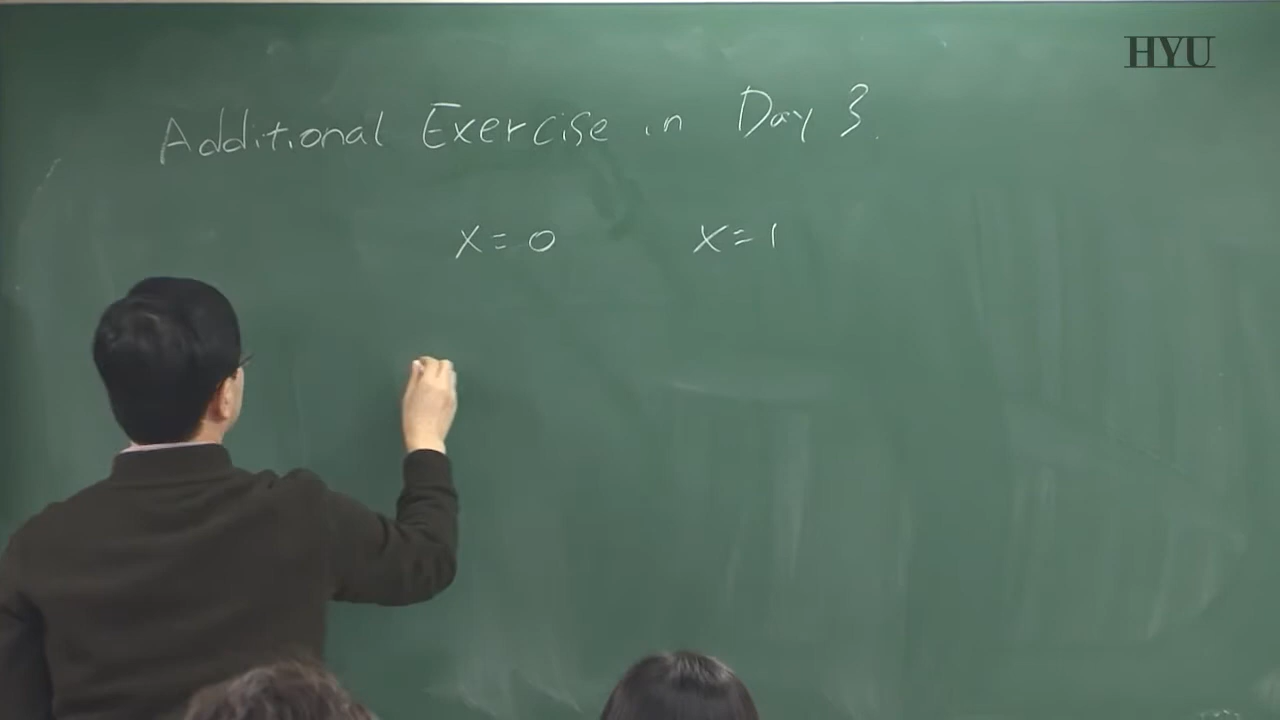 HYU
Additional Exercise in Day 3.
x = 0 x = 1